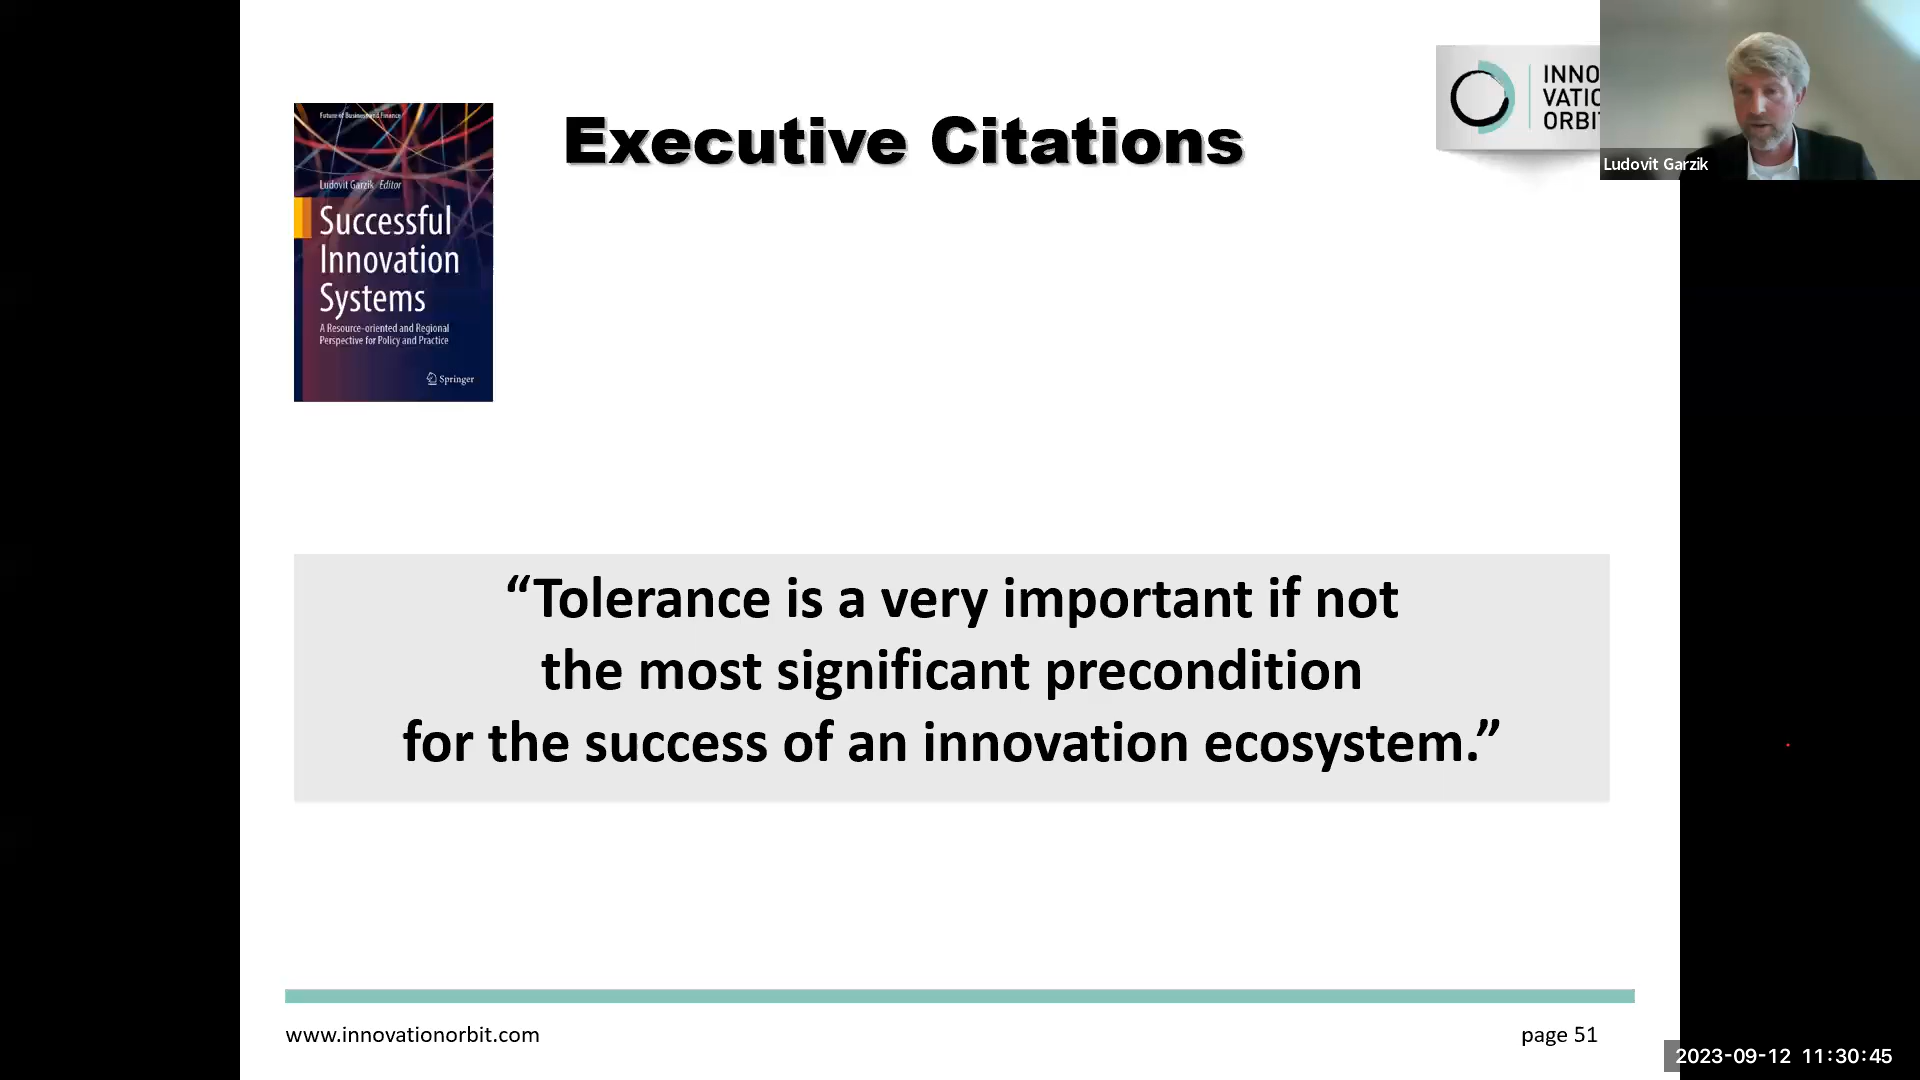 Executive Citations
Future of Business and Finance
Ludovit Garzik Editor
Successful
Innovation
Systems
A Resource-oriented and Regional
Perspective for Policy and Practice
Springer
INNO
VATIO
ORBIT
Ludovit Garzik
“Tolerance is a very important if not
the most significant precondition
for the success of an innovation ecosystem.”
www.innovationorbit.com
page 51
2023-09-12 11:30:45